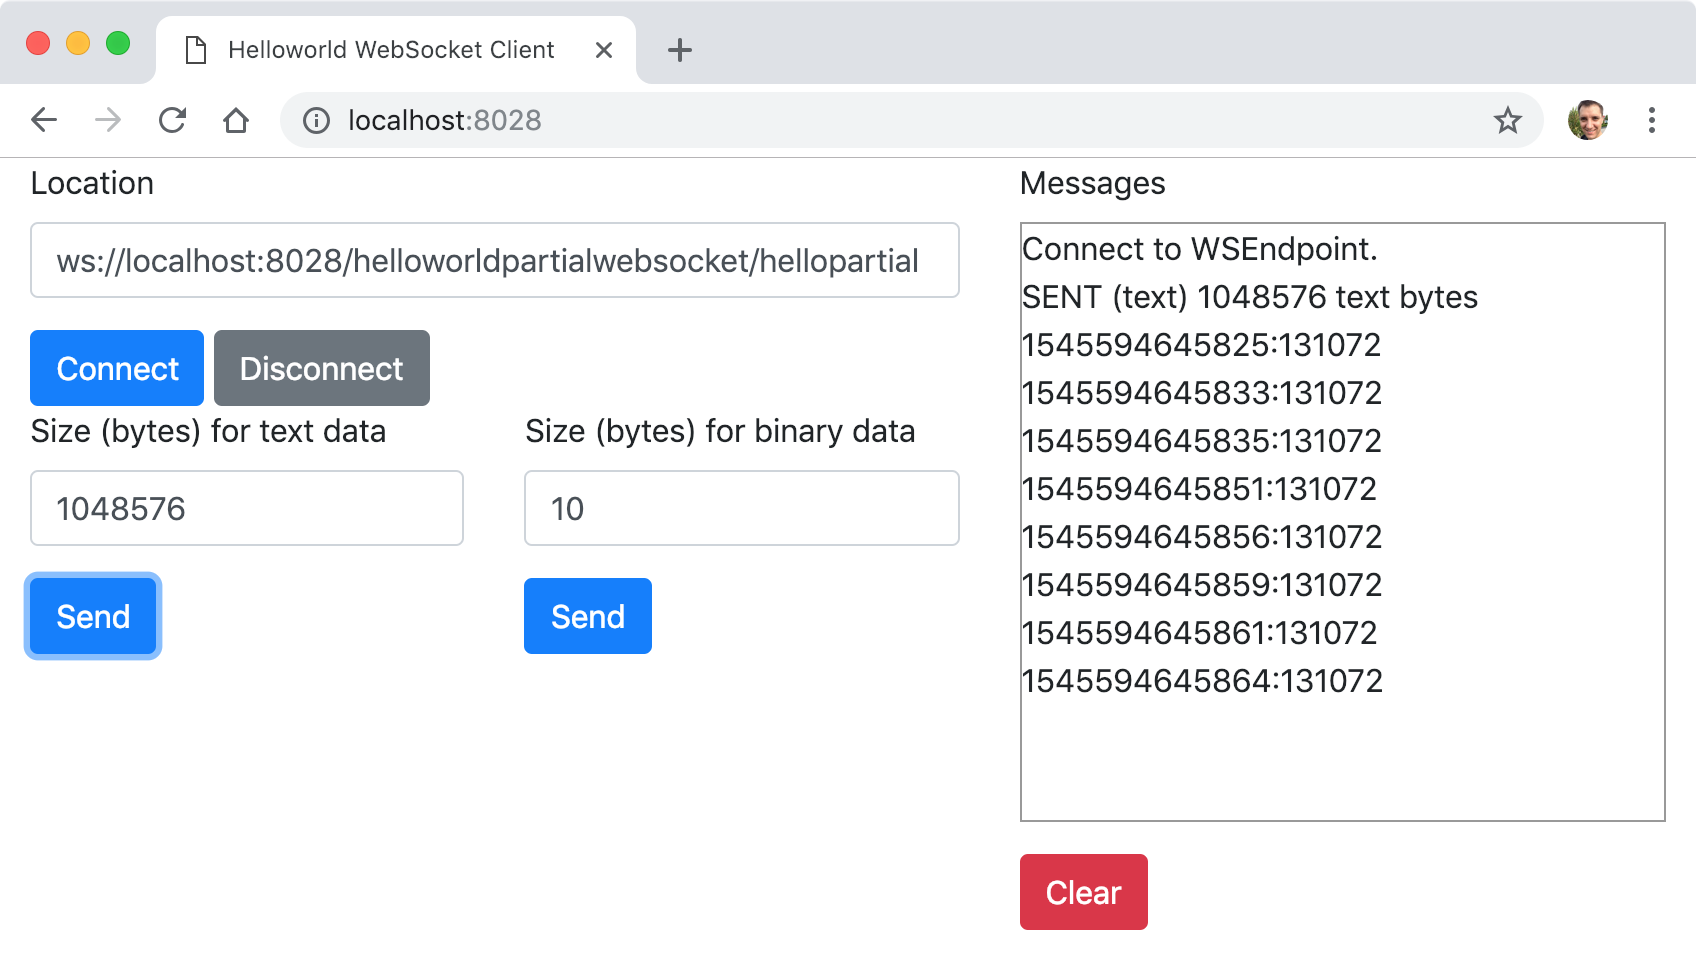 Helloworld WebSocket Client
localhost:8028
Location
ws://localhost:8028/helloworldpartialwebsocket/hellopartial
Connect
Disconnect
Size (bytes) for text data
1048576
Send
Size (bytes) for binary data
10
Send
Messages
Connect to WSEndpoint.
SENT (text) 1048576 text bytes
1545594645825:131072
1545594645833:131072
1545594645835:131072
1545594645851:131072
1545594645856:131072
1545594645859:131072
1545594645861:131072
1545594645864:131072
Clear